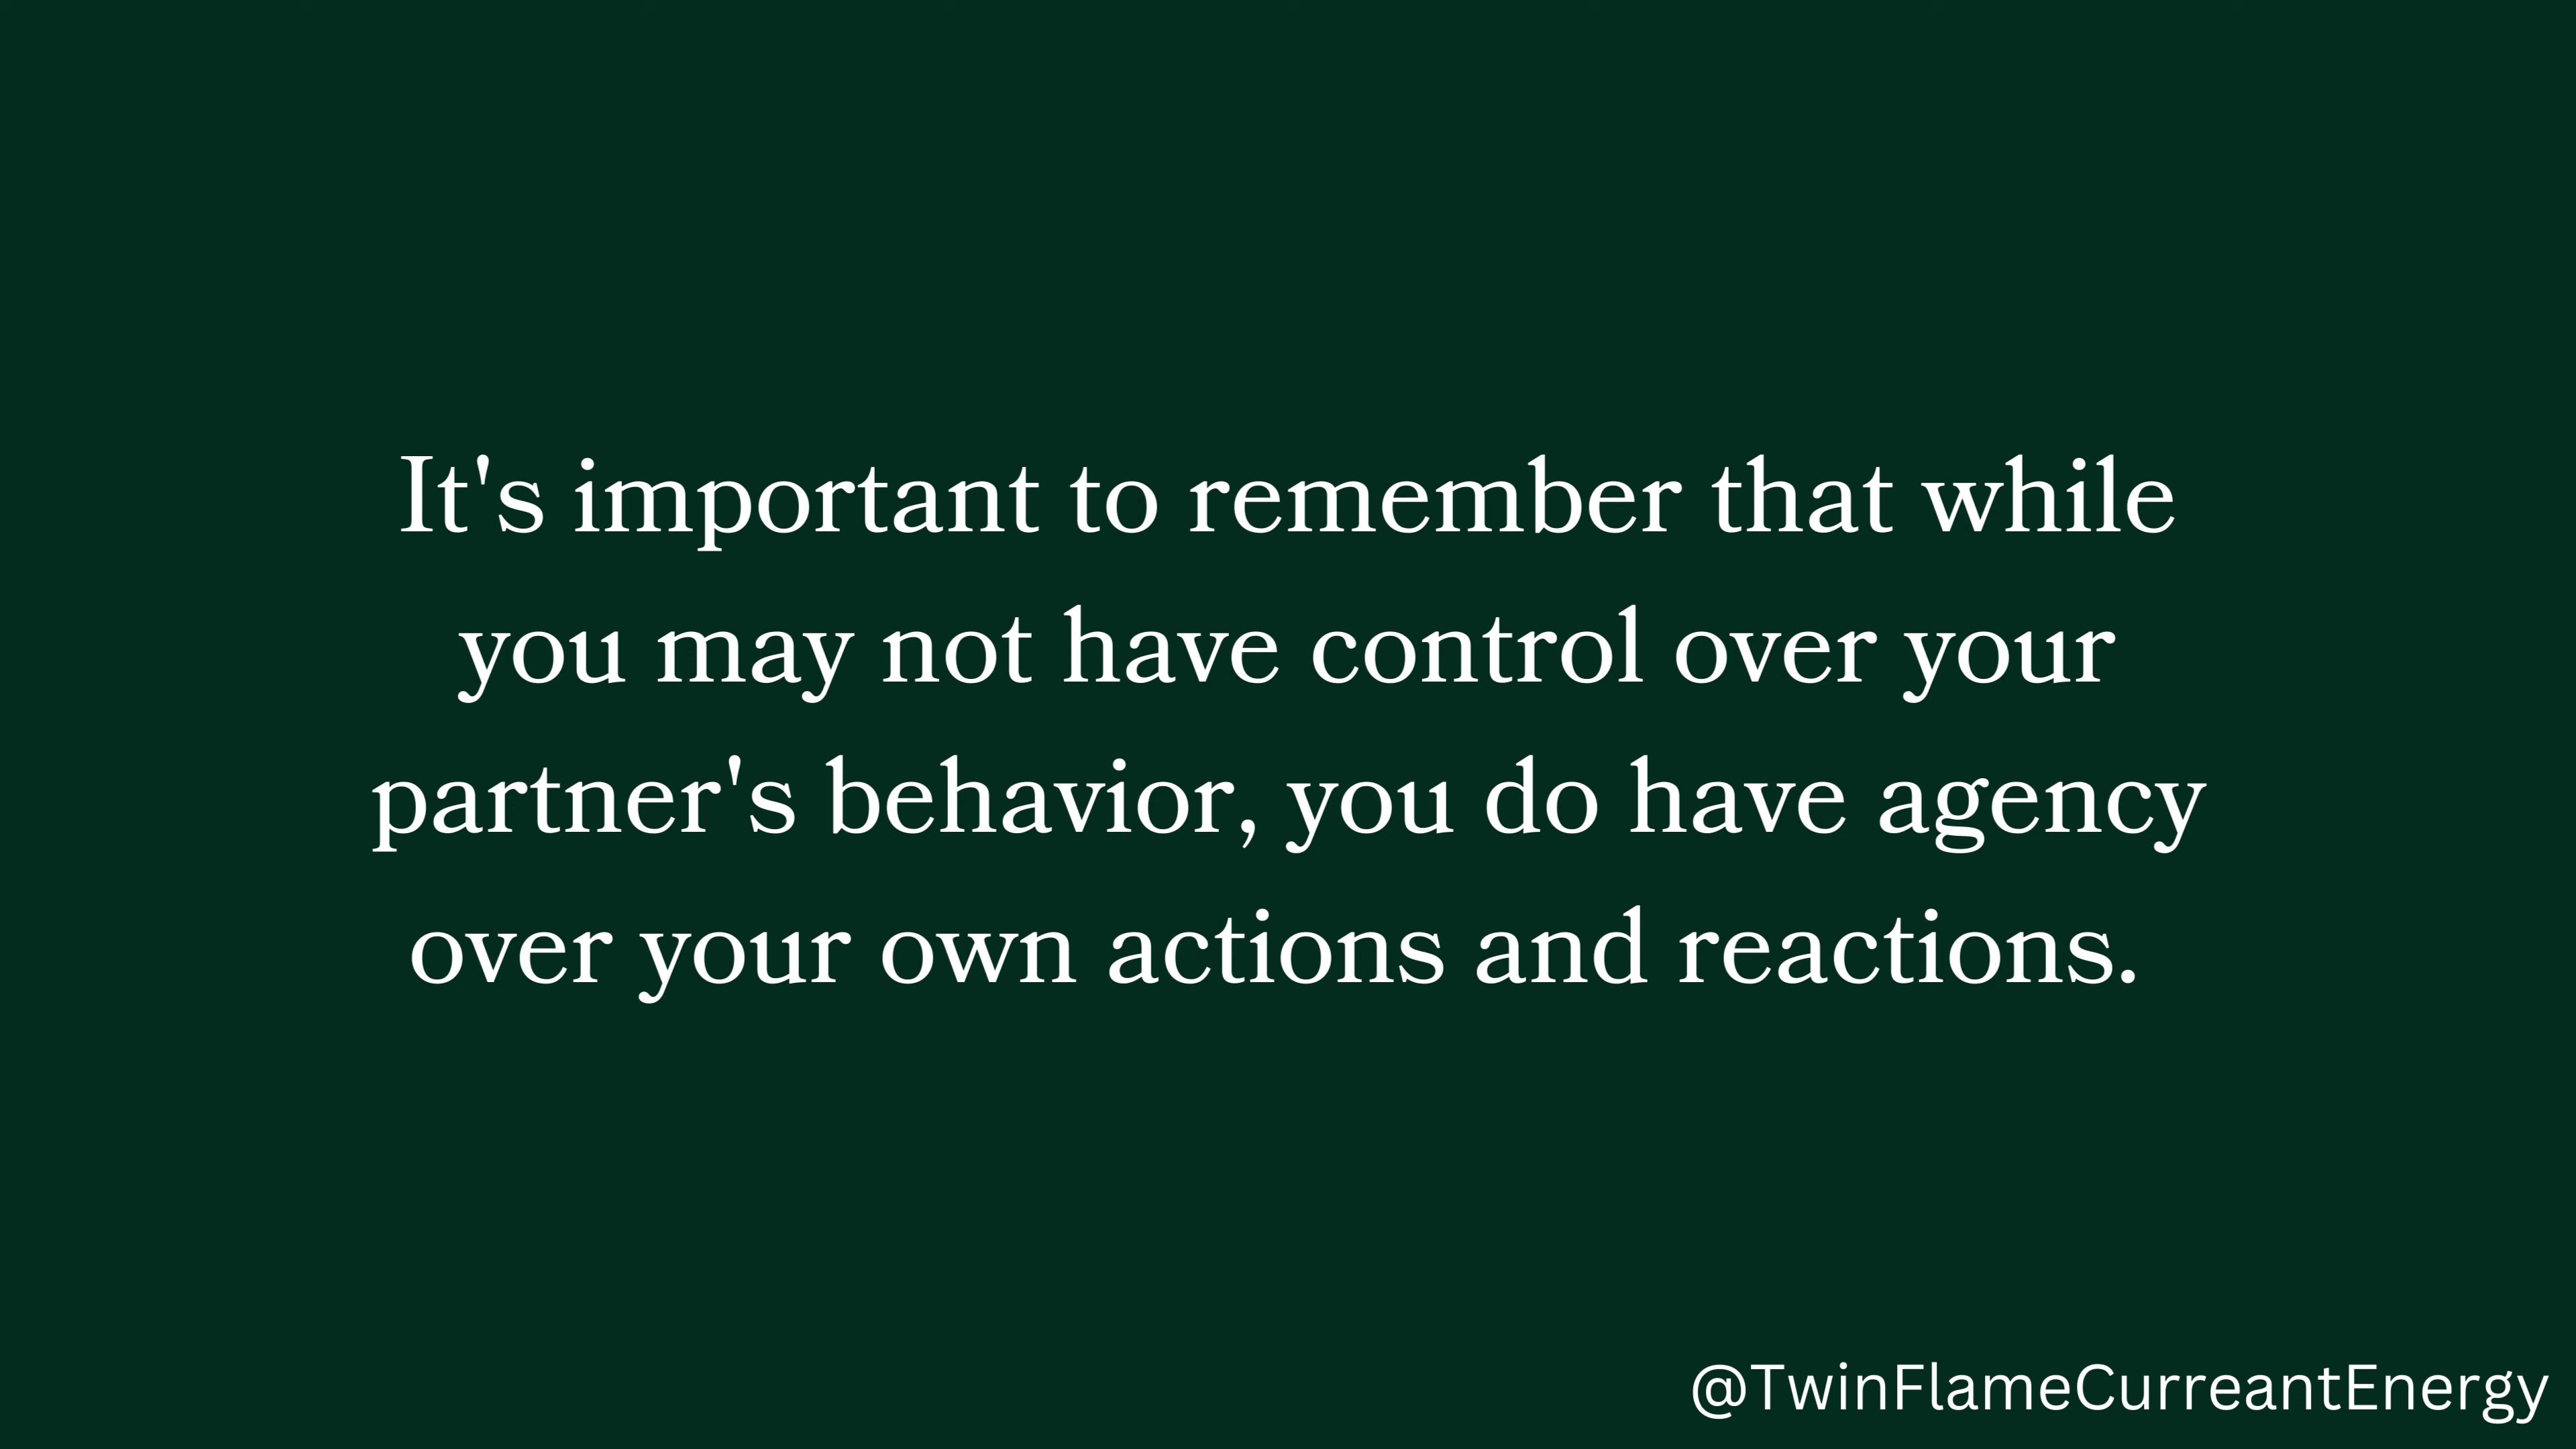 It's important to remember that while
you may not have control over your
partner's behavior, you do have agency
over your own actions and reactions.
@TwinFlameCurreantEnergy